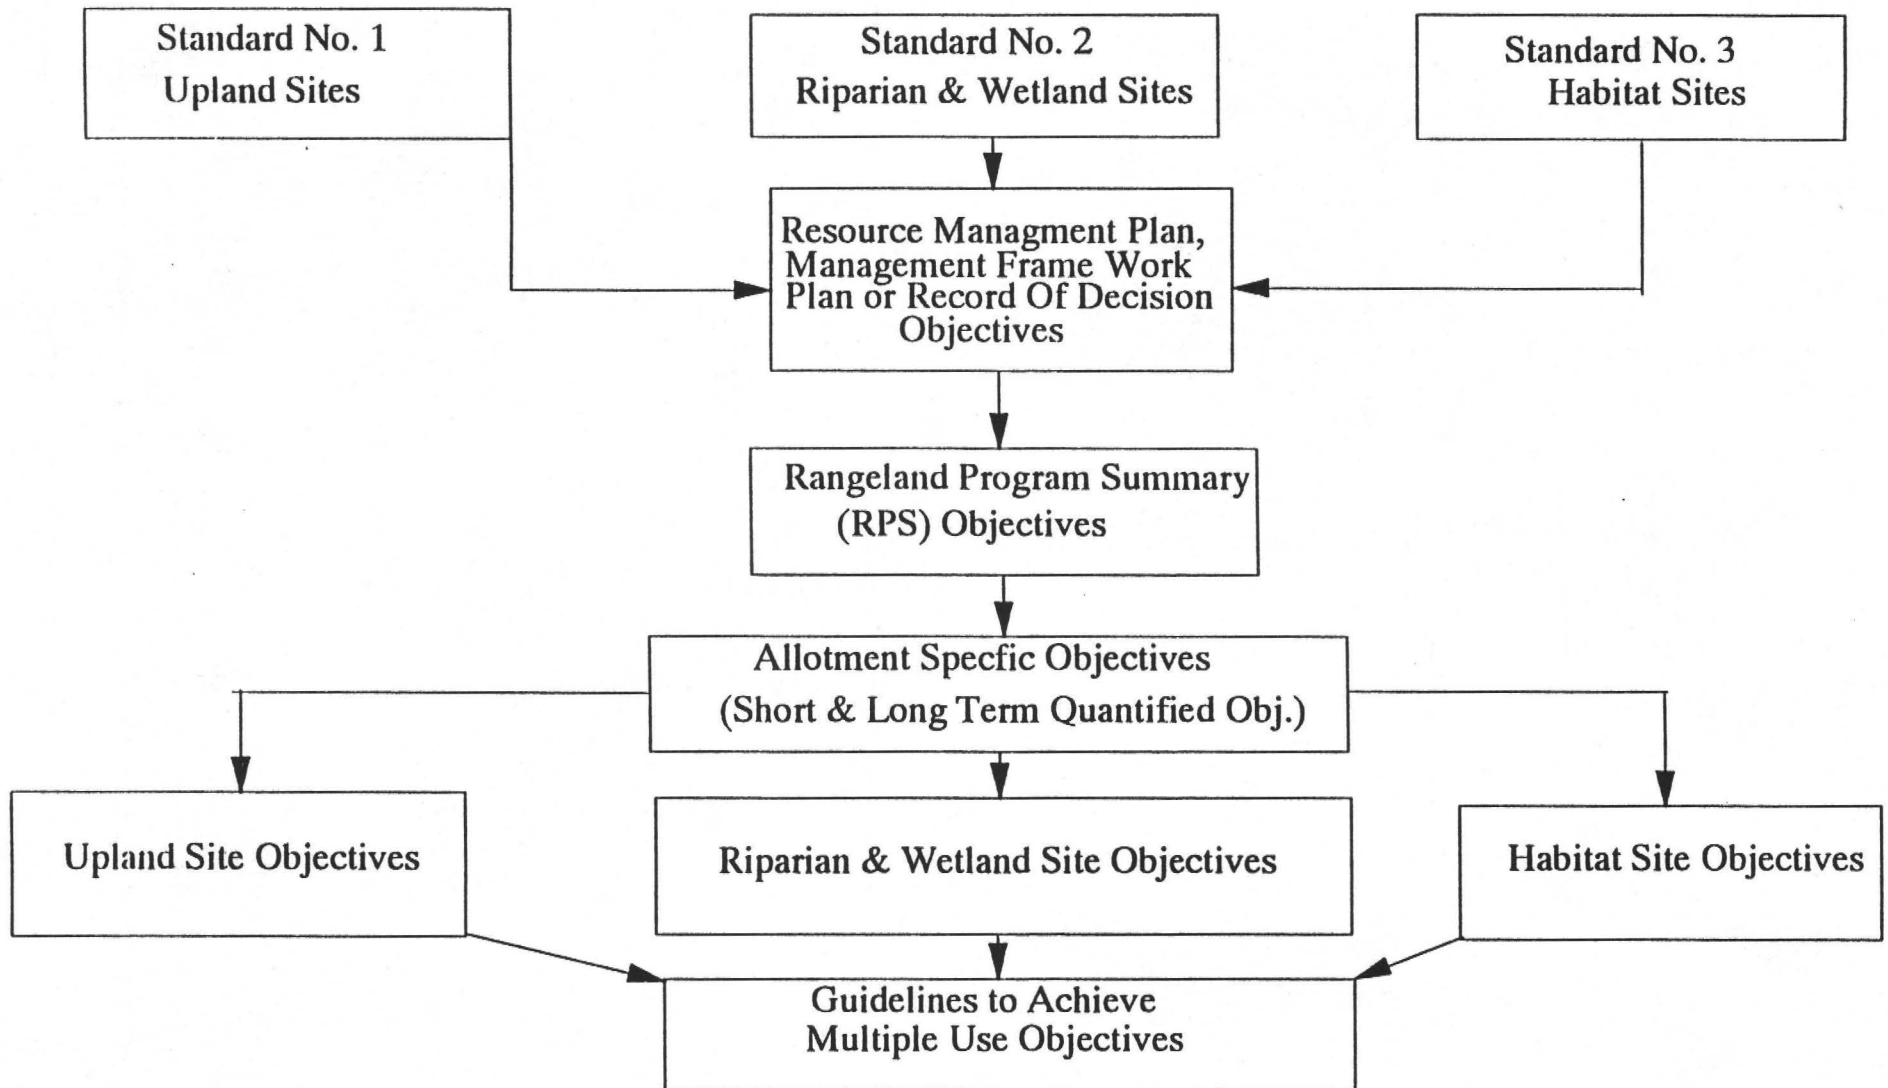 Standard No. 1
Upland Sites
Standard No. 2
Riparian & Wetland Sites
Standard No. 3
Habitat Sites
Resource Managment Plan,
Management Frame Work
Plan or Record Of Decision
Objectives
Rangeland Program Summary
(RPS) Objectives
Allotment Specfic Objectives
(Short & Long Term Quantified Obj.)
Upland Site Objectives
Riparian & Wetland Site Objectives
Habitat Site Objectives
Guidelines to Achieve
Multiple Use Objectives